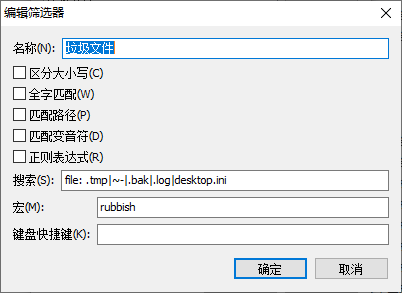 编辑筛选器
名称(N): 垃圾文件
区分大小写(C)
全字匹配(W)
匹配路径(P)
匹配变音符(D)
正则表达式(R)
搜索(S): file: .tmp|~-|.bak|.log|desktop.ini
宏(M): rubbish
键盘快捷键(K):
确定 取消